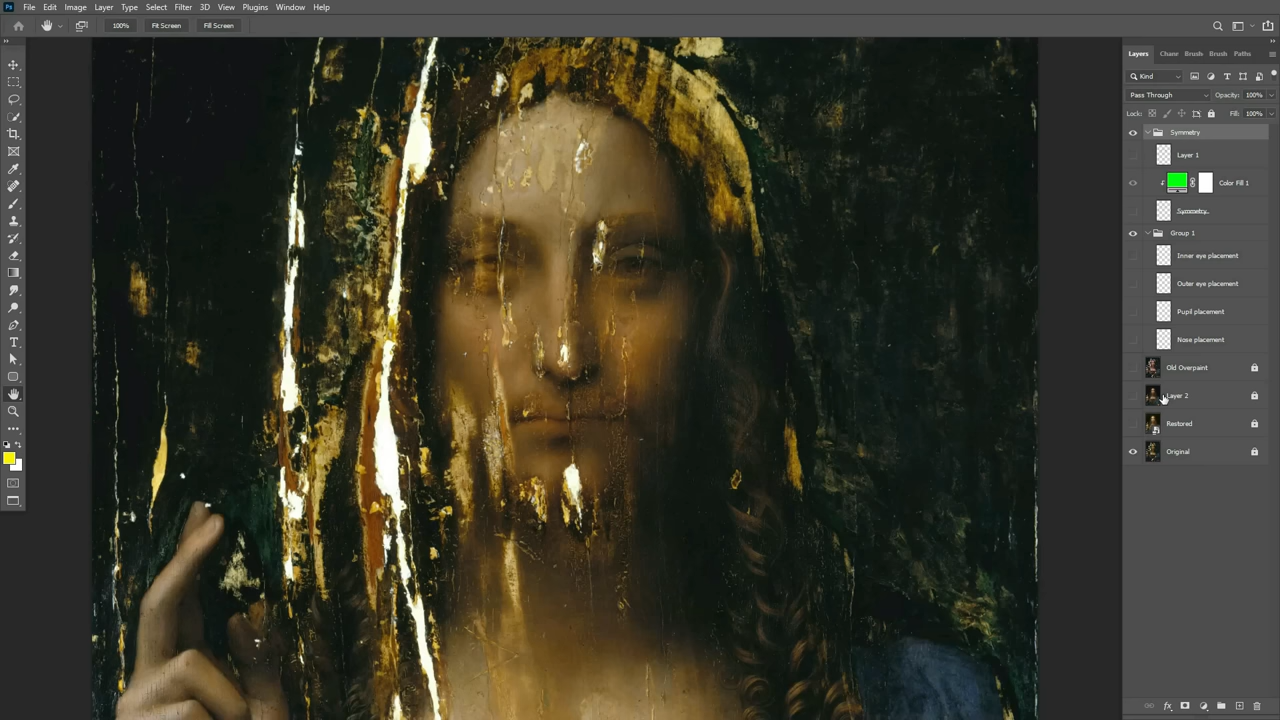 Ps File Edit Image Layer Type Select Filter 3D View Plugins Window Help
100% Fit Screen Fill Screen
Layers Chane Brush Brush Paths
Kind
Pass Through Opacity: 100%
Lock: Fill: 100%
Symmetry
Layer 1
Color Fill 1
Symmetry
Group 1
Inner eye placement
Outer eye placement
Pupil placement
Nose placement
Old Overpaint
Layer 2
Restored
Original